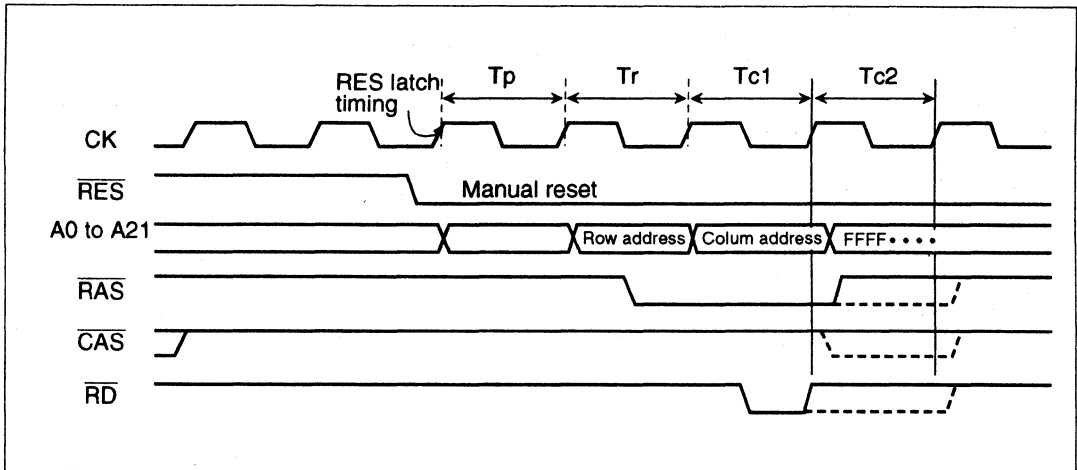 RES latch
timing
Tp
Tr
Tc1
Tc2
CK
RES
Manual reset
A0 to A21
Row address
Colum address
FFFF • • • •
RAS
CAS
RD